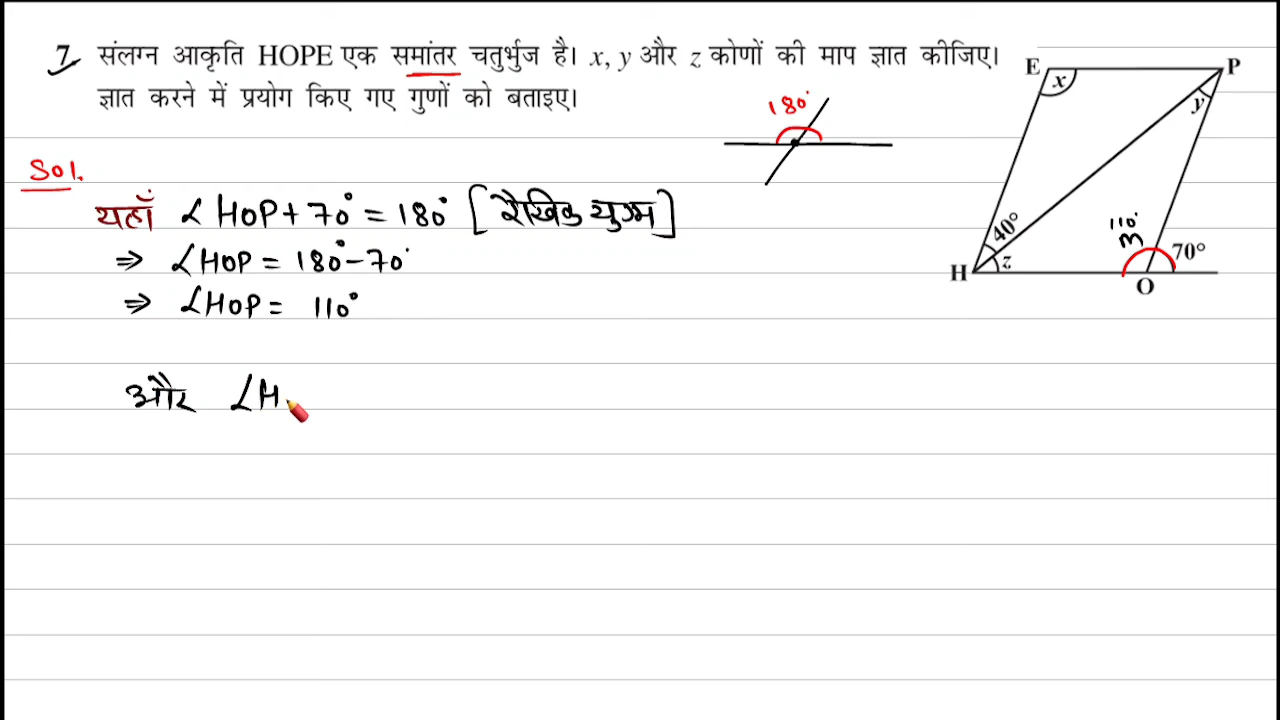 7. संलग्न आकृति HOPE एक समांतर चतुर्भुज है। x, y और z कोणों की माप ज्ञात कीजिए।
ज्ञात करने में प्रयोग किए गए गुणों को बताइए।
180°
E
x
P
y
40°
z
H
110°
m
70°
O
Sol.
यहाँ ∠HOP + 70° = 180° [रैखिक युग्म]
⇒ ∠HOP = 180° - 70°
⇒ ∠HOP = 110°
और ∠H